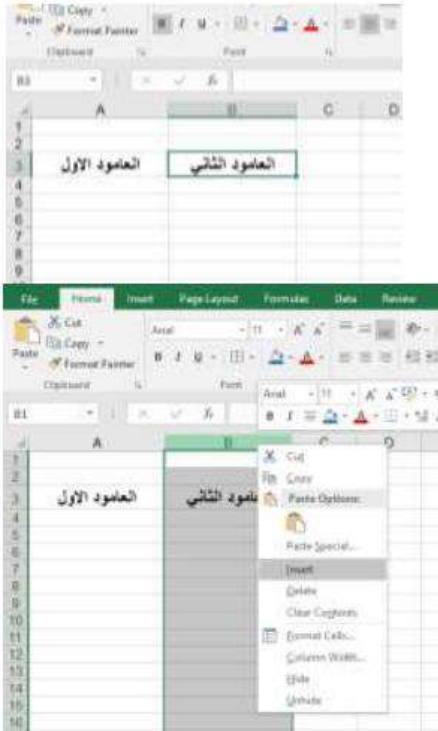 Copy
Paste
Format Painter
Clipboard Font
B3
A B C D
1
2
3 العامود الاول العامود الثاني
4
5
6
7
8
9
File Home Insert Page Layout Formulas Data Review
Cut
Arial 11 A A
Copy
Paste
Format Painter
B I U A
Clipboard Font
Arial 11 A A
B1
B I A
A B C D
Cut
1
Copy
2
3 العامود الاول العامود الثاني
Paste Options:
4
5
Paste Special...
6
7
Insert
8
Delete
9
Clear Contents
10
11
Format Cells...
12
Column Width...
13
Hide
14
Unhide
15
16